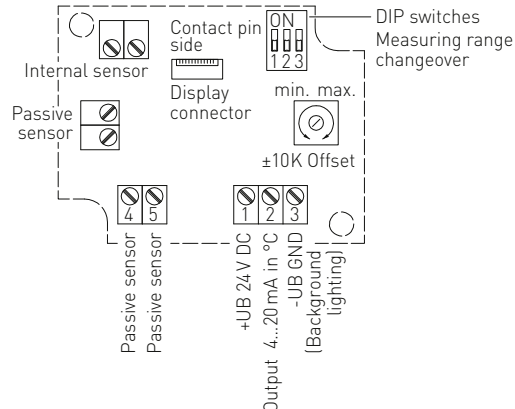 ON
1 2 3
DIP switches
Measuring range
changeover
Contact pin
side
Internal sensor
Display
connector
min. max.
Passive
sensor
±10K Offset
4 5
1 2 3
Passive sensor
Passive sensor
+UB 24 V DC
Output 4...20 mA in °C
-UB GND
(Background
lighting)